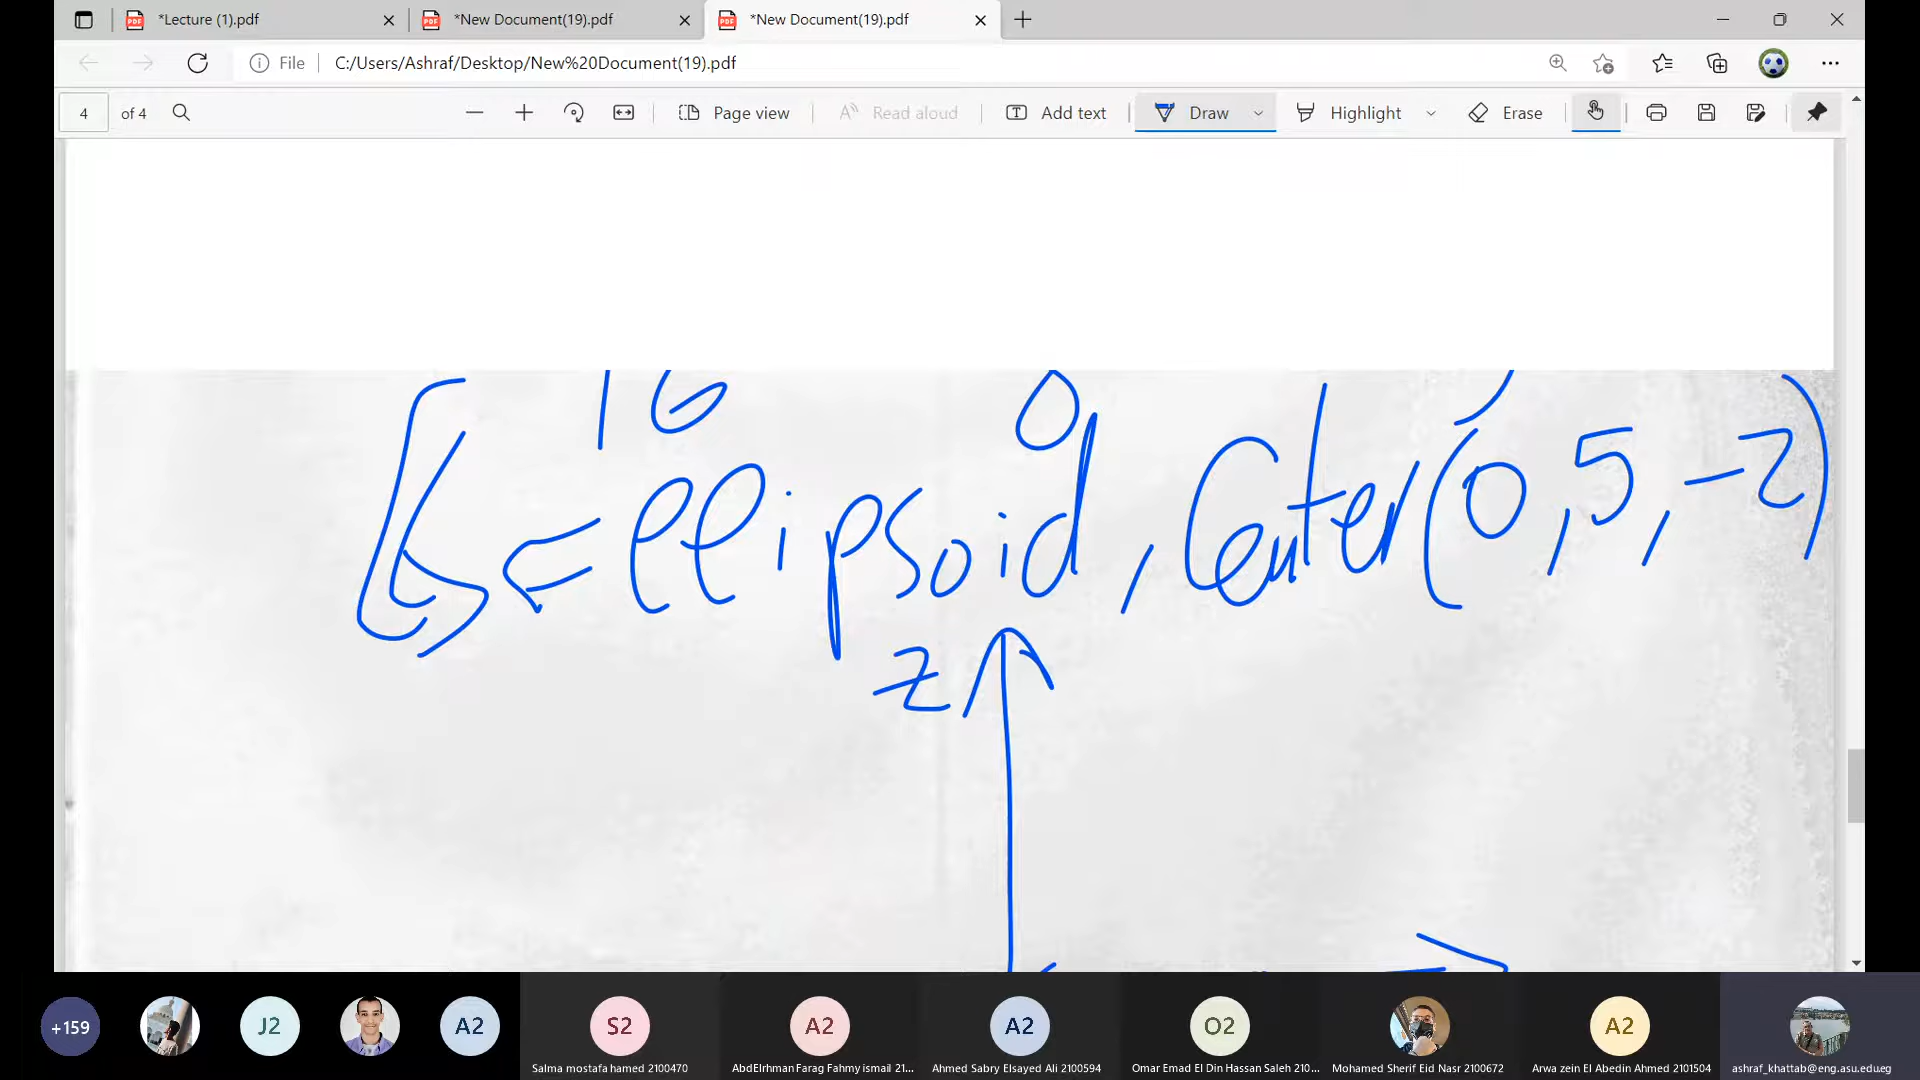 *Lecture (1).pdf
*New Document(19).pdf
*New Document(19).pdf
File
C:/Users/Ashraf/Desktop/New%20Document(19).pdf
4 of 4
Page view
Read aloud
Add text
Draw
Highlight
Erase
16
ellipsoid, Center (0, 5, -2)
z
+159
J2
A2
S2
A2
A2
O2
A2
Salma mostafa hamed 2100470
AbdElrhman Farag Fahmy ismail 21...
Ahmed Sabry Elsayed Ali 2100594
Omar Emad El Din Hassan Saleh 210...
Mohamed Sherif Eid Nasr 2100672
Arwa zein El Abedin Ahmed 2101504
ashraf_khattab@eng.asu.edu.eg